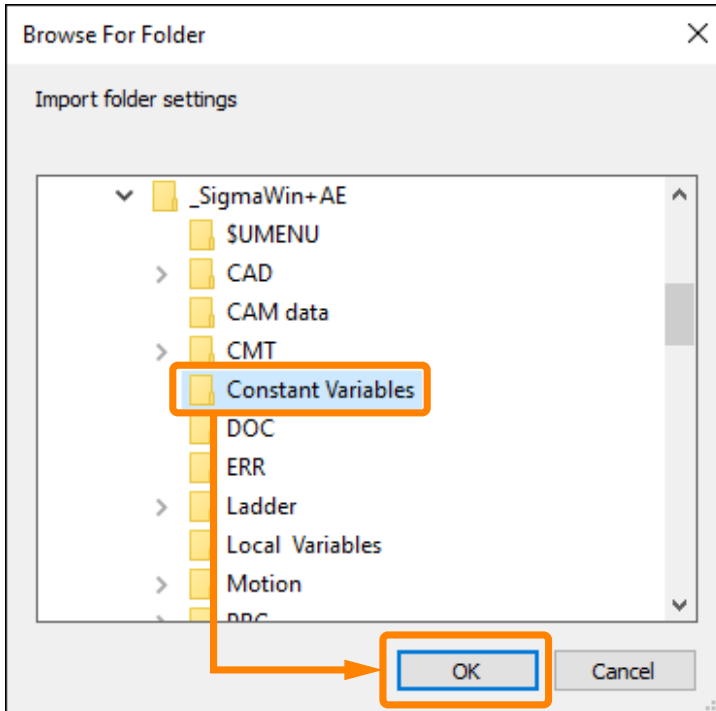 Browse For Folder
Import folder settings
_SigmaWin+ AE
$UMENU
CAD
CAM data
CMT
Constant Variables
DOC
ERR
Ladder
Local Variables
Motion
OK
Cancel